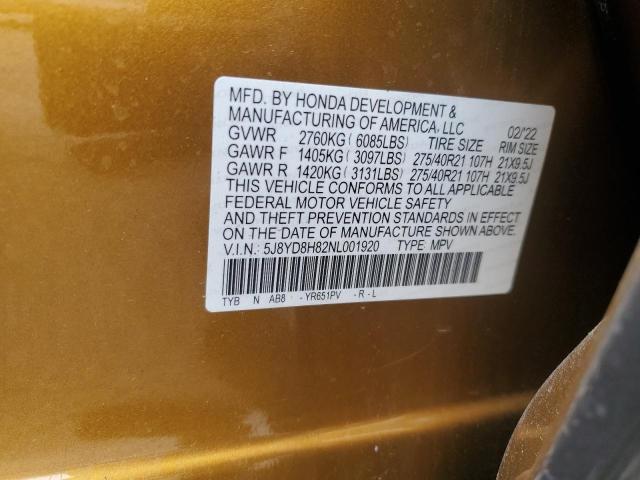 MFD. BY HONDA DEVELOPMENT &
MANUFACTURING OF AMERICA, LLC 02/'22
GVWR 2760KG (6085LBS) TIRE SIZE RIM SIZE
GAWR F 1405KG (3097LBS) 275/40R21 107H 21X9.5J
GAWR R 1420KG (3131LBS) 275/40R21 107H 21X9.5J
THIS VEHICLE CONFORMS TO ALL APPLICABLE
FEDERAL MOTOR VEHICLE SAFETY
AND THEFT PREVENTION STANDARDS IN EFFECT
ON THE DATE OF MANUFACTURE SHOWN ABOVE.
V.I.N.: 5J8YD8H82NL001920 TYPE: MPV
TYB N AB8 -YR651PV -R-L